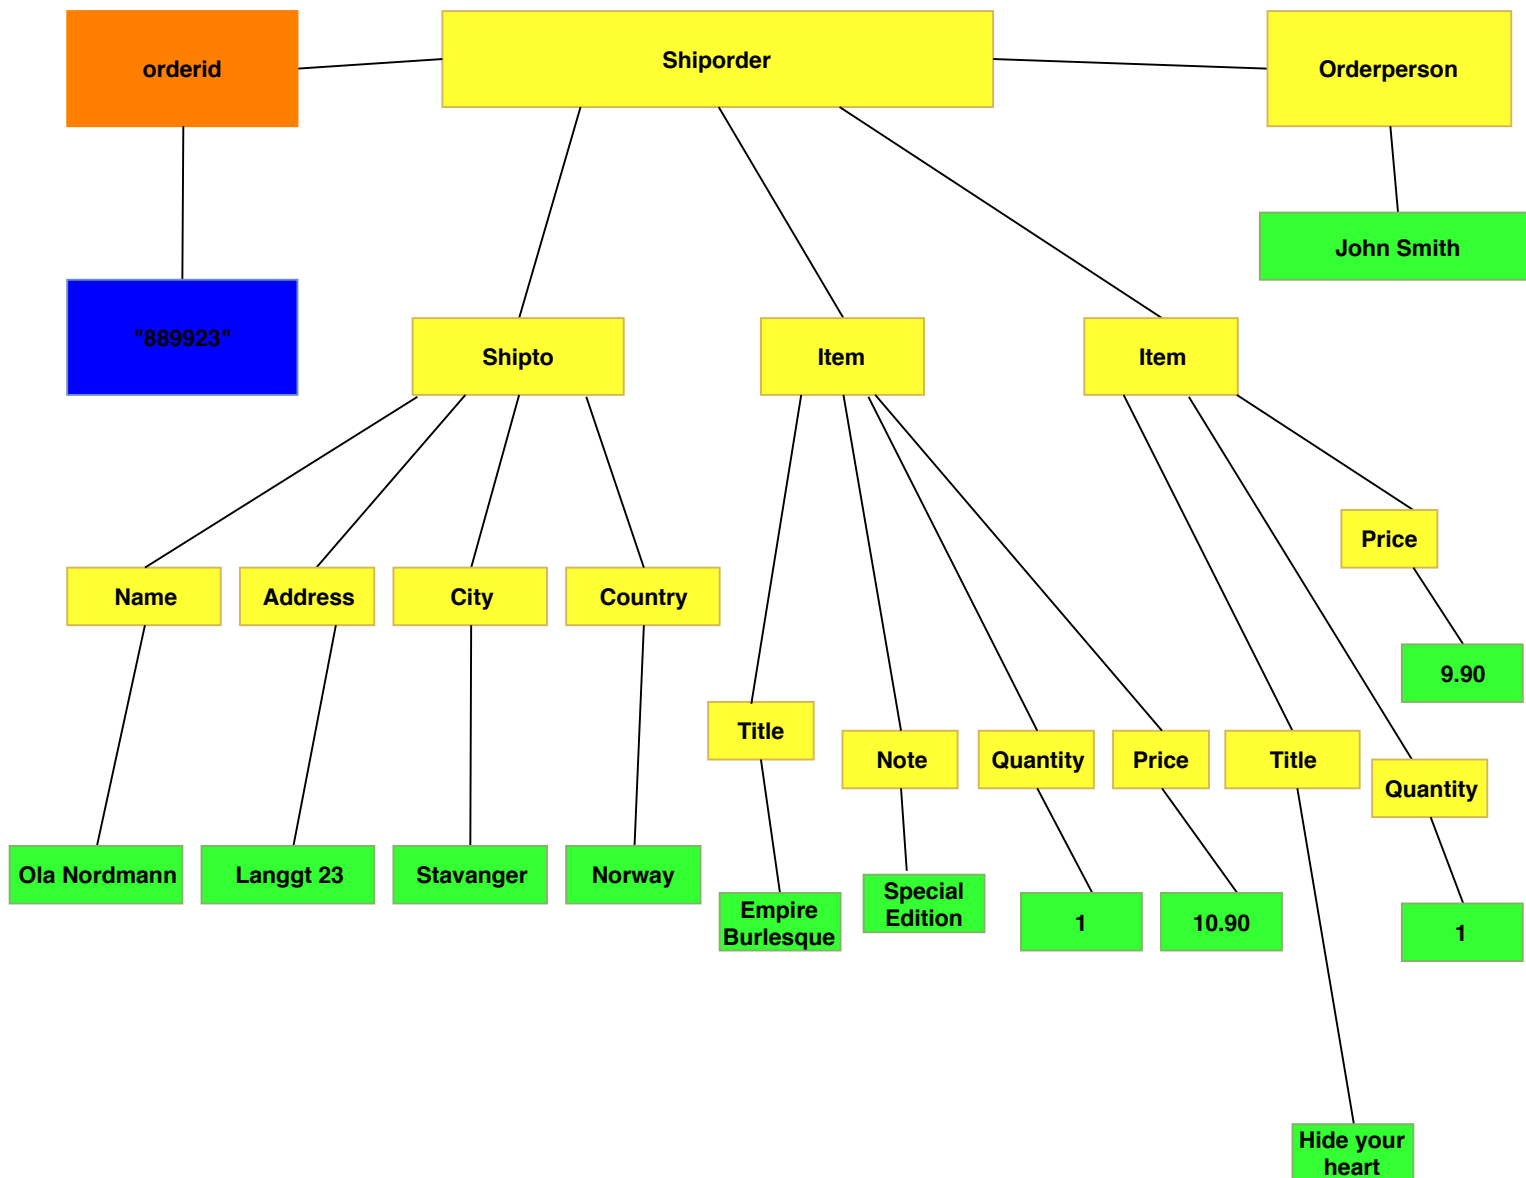 orderid
Shiporder
Orderperson
John Smith
"889923"
Shipto
Item
Item
Price
Name
Address
City
Country
9.90
Title
Note
Quantity
Price
Title
Quantity
Ola Nordmann
Langgt 23
Stavanger
Norway
Empire
Burlesque
Special
Edition
1
10.90
1
Hide your
heart